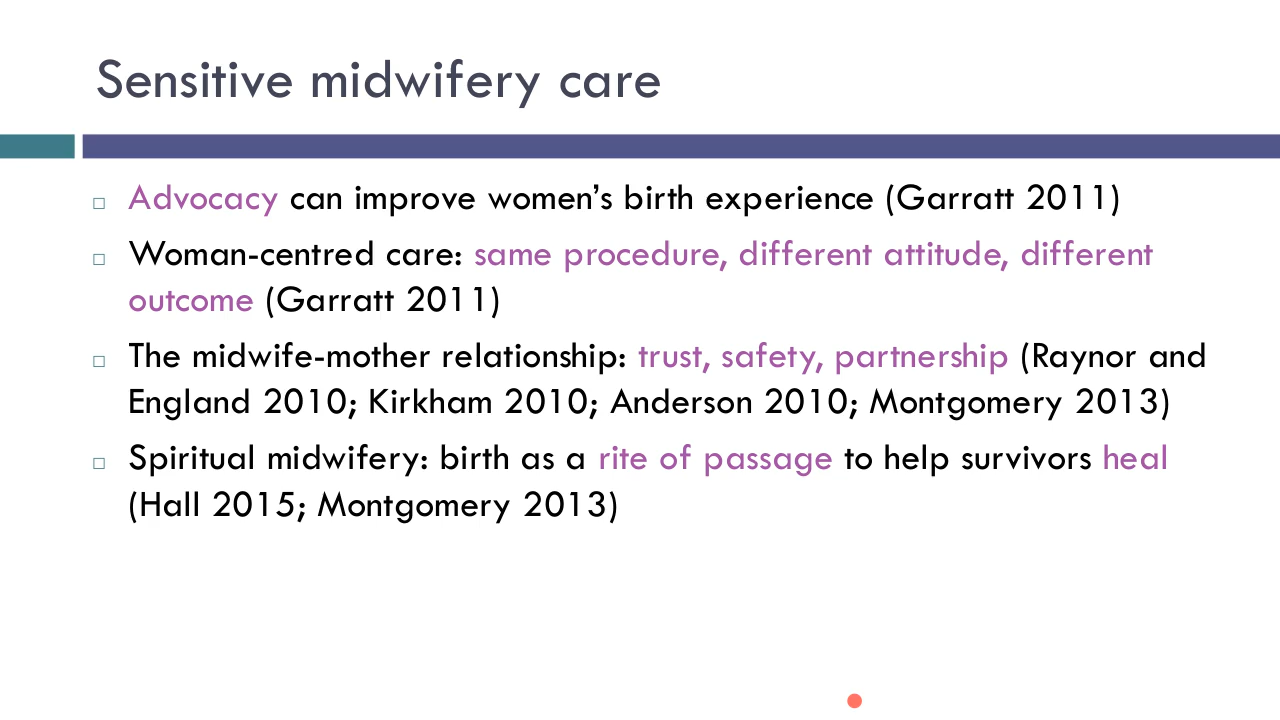 Sensitive midwifery care
Advocacy can improve women’s birth experience (Garratt 2011)
Woman-centred care: same procedure, different attitude, different
outcome (Garratt 2011)
The midwife-mother relationship: trust, safety, partnership (Raynor and
England 2010; Kirkham 2010; Anderson 2010; Montgomery 2013)
Spiritual midwifery: birth as a rite of passage to help survivors heal
(Hall 2015; Montgomery 2013)